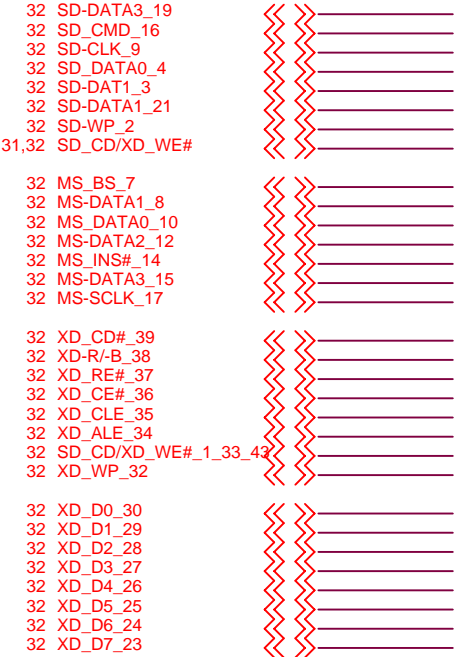 32 SD-DATA3_19
32 SD_CMD_16
32 SD-CLK_9
32 SD_DATA0_4
32 SD-DAT1_3
32 SD-DATA1_21
32 SD-WP_2
31,32 SD_CD/XD_WE#
32 MS_BS_7
32 MS-DATA1_8
32 MS_DATA0_10
32 MS-DATA2_12
32 MS_INS#_14
32 MS-DATA3_15
32 MS-SCLK_17
32 XD_CD#_39
32 XD-R/-B_38
32 XD_RE#_37
32 XD_CE#_36
32 XD_CLE_35
32 XD_ALE_34
32 SD_CD/XD_WE#_1_33_43
32 XD_WP_32
32 XD_D0_30
32 XD_D1_29
32 XD_D2_28
32 XD_D3_27
32 XD_D4_26
32 XD_D5_25
32 XD_D6_24
32 XD_D7_23